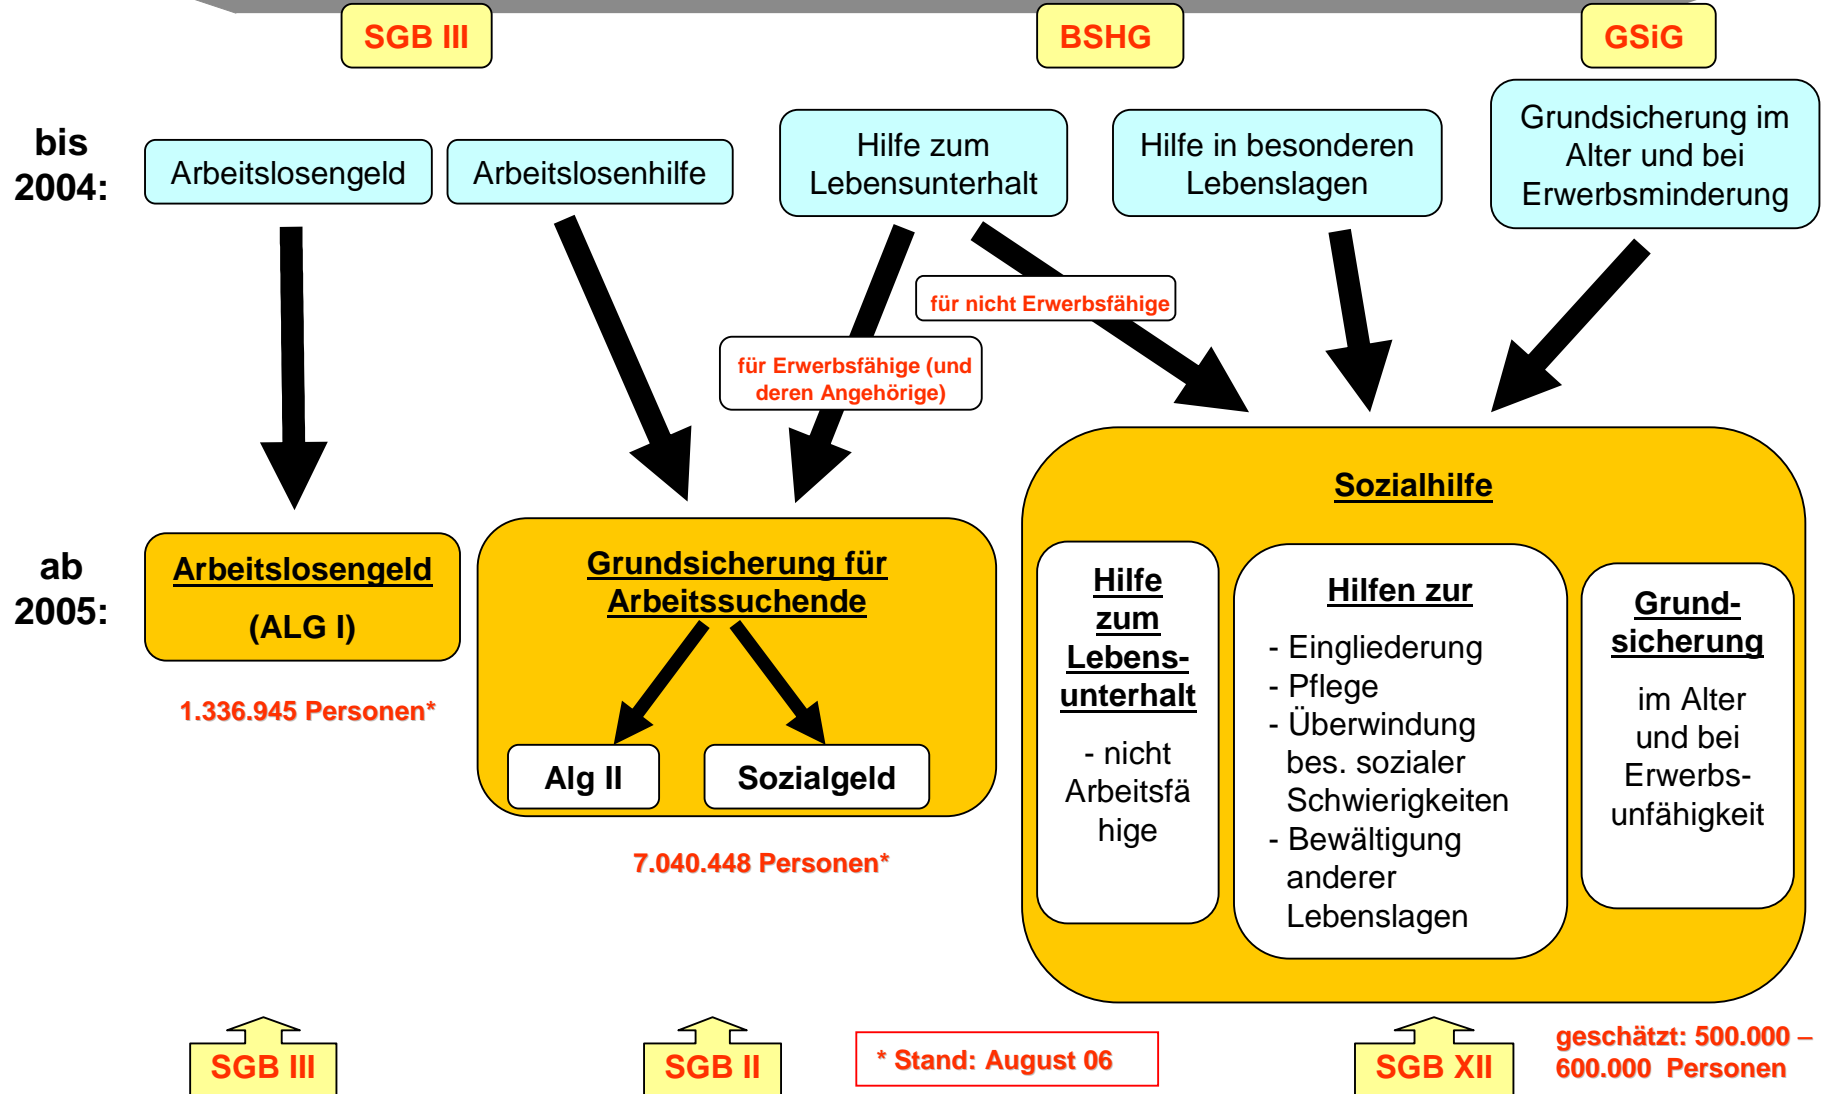 SGB III
BSHG
GSiG
bis
2004:
Arbeitslosengeld
Arbeitslosenhilfe
Hilfe zum
Lebensunterhalt
Hilfe in besonderen
Lebenslagen
Grundsicherung im
Alter und bei
Erwerbsminderung
für nicht Erwerbsfähige
für Erwerbsfähige (und
deren Angehörige)
ab
2005:
Arbeitslosengeld
(ALG I)
1.336.945 Personen*
Grundsicherung für
Arbeitssuchende
Alg II
Sozialgeld
7.040.448 Personen*
Sozialhilfe
Hilfe
zum
Lebens-
unterhalt
- nicht
Arbeitsfä
hige
Hilfen zur
- Eingliederung
- Pflege
- Überwindung
bes. sozialer
Schwierigkeiten
- Bewältigung
anderer
Lebenslagen
Grund-
sicherung
im Alter
und bei
Erwerbs-
unfähigkeit
SGB III
SGB II
* Stand: August 06
SGB XII
geschätzt: 500.000 –
600.000 Personen